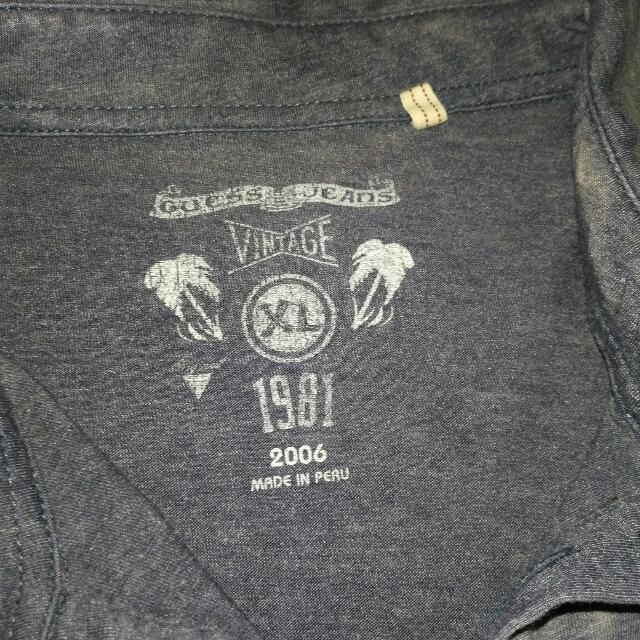 GUESS JEANS
VINTAGE
XL
1981
2006
MADE IN PERU